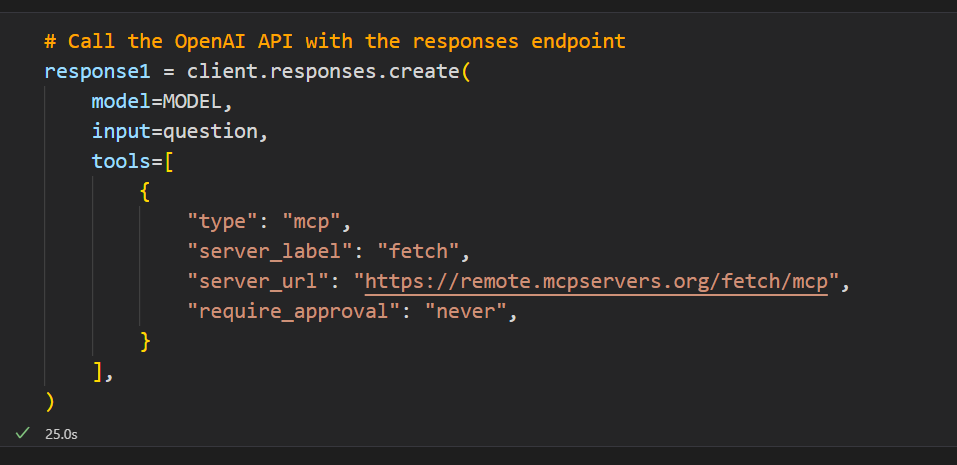 # Call the OpenAI API with the responses endpoint
response1 = client.responses.create(
    model=MODEL,
    input=question,
    tools=[
        {
            "type": "mcp",
            "server_label": "fetch",
            "server_url": "https://remote.mcpservers.org/fetch/mcp",
            "require_approval": "never",
        }
    ],
)
25.0s